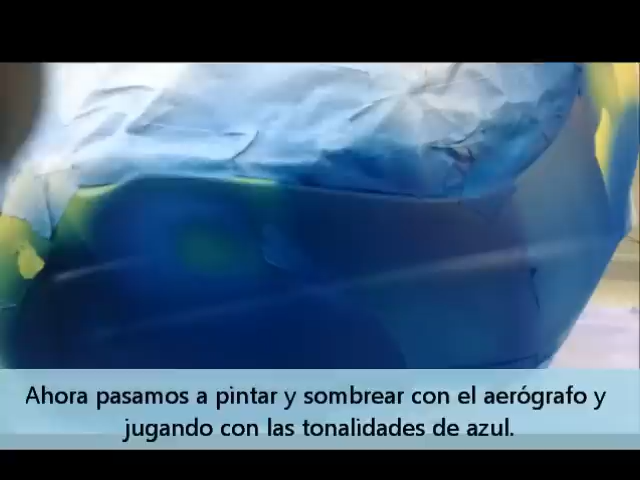 Ahora pasamos a pintar y sombrear con el aerógrafo y
jugando con las tonalidades de azul.